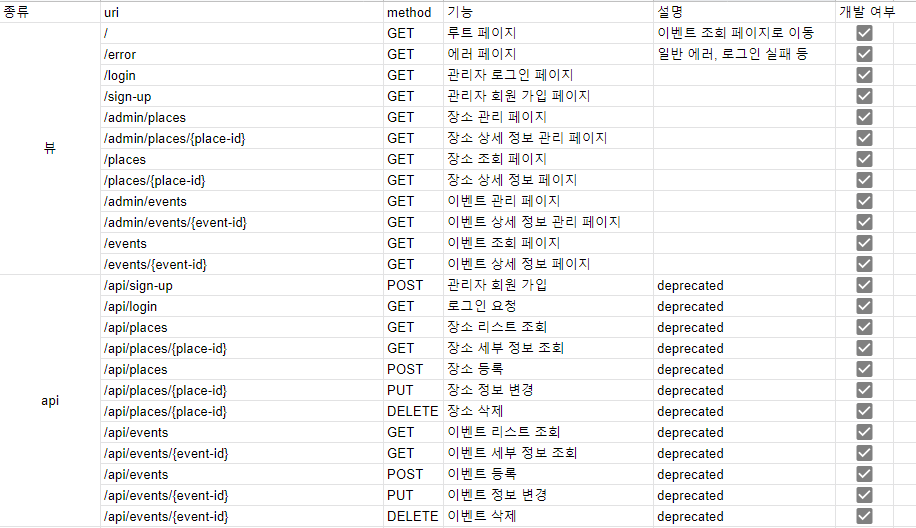 종류 uri method 기능 설명 개발 여부
/ GET 루트 페이지 이벤트 조회 페이지로 이동
/error GET 에러 페이지 일반 에러, 로그인 실패 등
/login GET 관리자 로그인 페이지
/sign-up GET 관리자 회원 가입 페이지
/admin/places GET 장소 관리 페이지
/admin/places/{place-id} GET 장소 상세 정보 관리 페이지
뷰
/places GET 장소 조회 페이지
/places/{place-id} GET 장소 상세 정보 페이지
/admin/events GET 이벤트 관리 페이지
/admin/events/{event-id} GET 이벤트 상세 정보 관리 페이지
/events GET 이벤트 조회 페이지
/events/{event-id} GET 이벤트 상세 정보 페이지
/api/sign-up POST 관리자 회원 가입 deprecated
/api/login GET 로그인 요청 deprecated
/api/places GET 장소 리스트 조회 deprecated
/api/places/{place-id} GET 장소 세부 정보 조회 deprecated
/api/places POST 장소 등록 deprecated
/api/places/{place-id} PUT 장소 정보 변경 deprecated
api
/api/places/{place-id} DELETE 장소 삭제 deprecated
/api/events GET 이벤트 리스트 조회 deprecated
/api/events/{event-id} GET 이벤트 세부 정보 조회 deprecated
/api/events POST 이벤트 등록 deprecated
/api/events/{event-id} PUT 이벤트 정보 변경 deprecated
/api/events/{event-id} DELETE 이벤트 삭제 deprecated